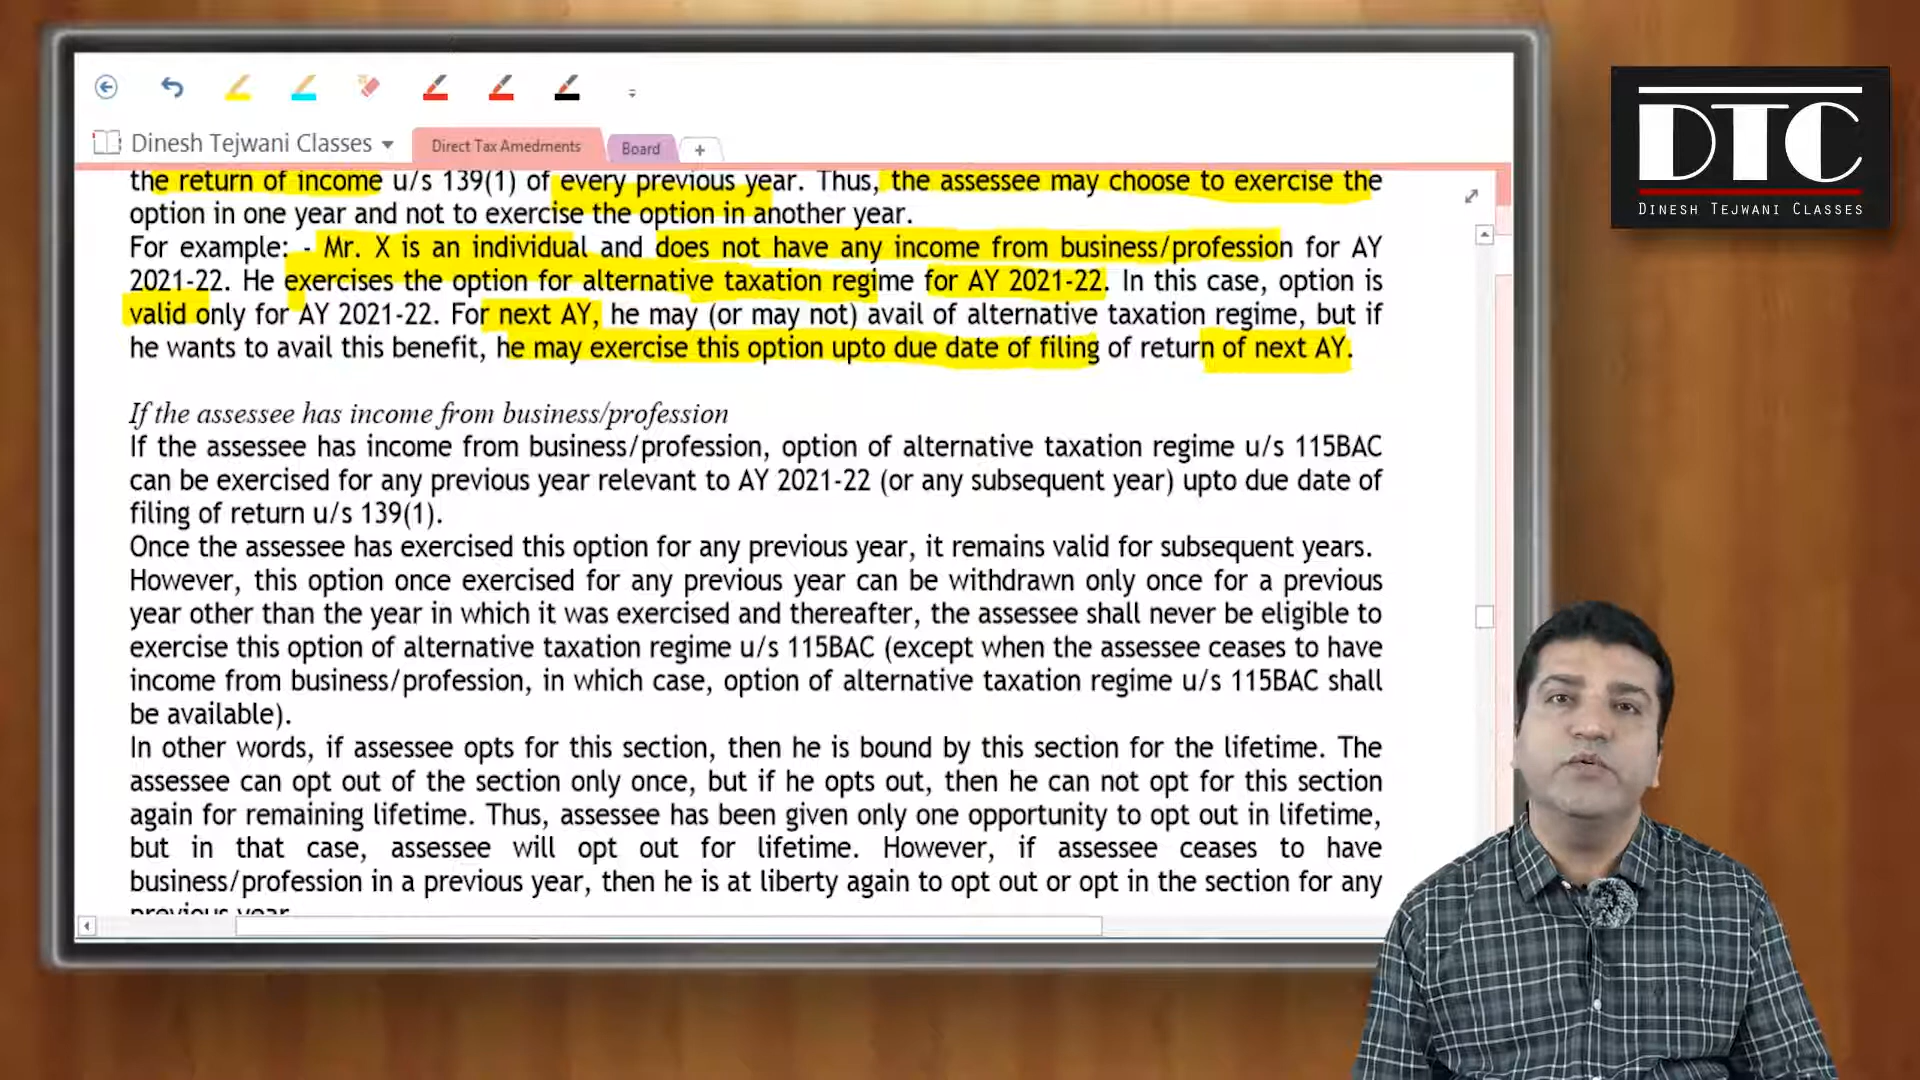 Dinesh Tejwani Classes
Direct Tax Amedments
Board
+
DTC
DINESH TEJWANI CLASSES
the return of income u/s 139(1) of every previous year. Thus, the assessee may choose to exercise the
option in one year and not to exercise the option in another year.
For example: - Mr. X is an individual and does not have any income from business/profession for AY
2021-22. He exercises the option for alternative taxation regime for AY 2021-22. In this case, option is
valid only for AY 2021-22. For next AY, he may (or may not) avail of alternative taxation regime, but if
he wants to avail this benefit, he may exercise this option upto due date of filing of return of next AY.
If the assessee has income from business/profession
If the assessee has income from business/profession, option of alternative taxation regime u/s 115BAC
can be exercised for any previous year relevant to AY 2021-22 (or any subsequent year) upto due date of
filing of return u/s 139(1).
Once the assessee has exercised this option for any previous year, it remains valid for subsequent years.
However, this option once exercised for any previous year can be withdrawn only once for a previous
year other than the year in which it was exercised and thereafter, the assessee shall never be eligible to
exercise this option of alternative taxation regime u/s 115BAC (except when the assessee ceases to have
income from business/profession, in which case, option of alternative taxation regime u/s 115BAC shall
be available).
In other words, if assessee opts for this section, then he is bound by this section for the lifetime. The
assessee can opt out of the section only once, but if he opts out, then he can not opt for this section
again for remaining lifetime. Thus, assessee has been given only one opportunity to opt out in lifetime,
but in that case, assessee will opt out for lifetime. However, if assessee ceases to have
business/profession in a previous year, then he is at liberty again to opt out or opt in the section for any
previous year